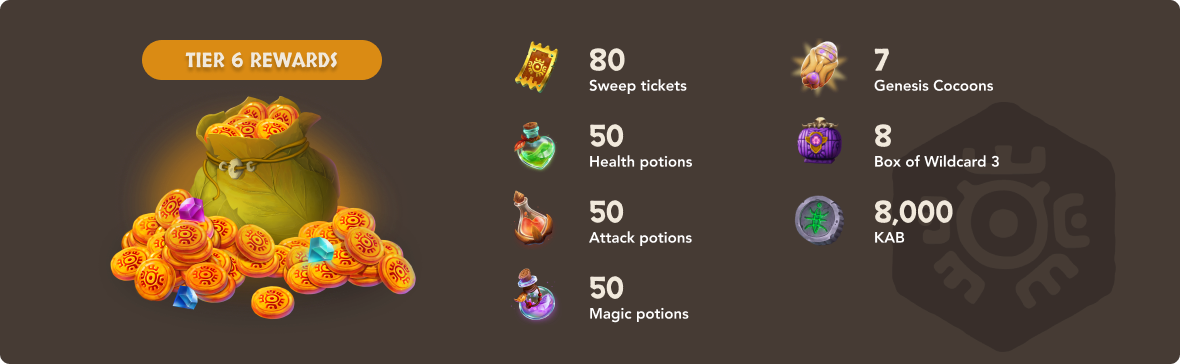 TIER 6 REWARDS
80
Sweep tickets
50
Health potions
50
Attack potions
50
Magic potions
7
Genesis Cocoons
8
Box of Wildcard 3
8,000
KAB